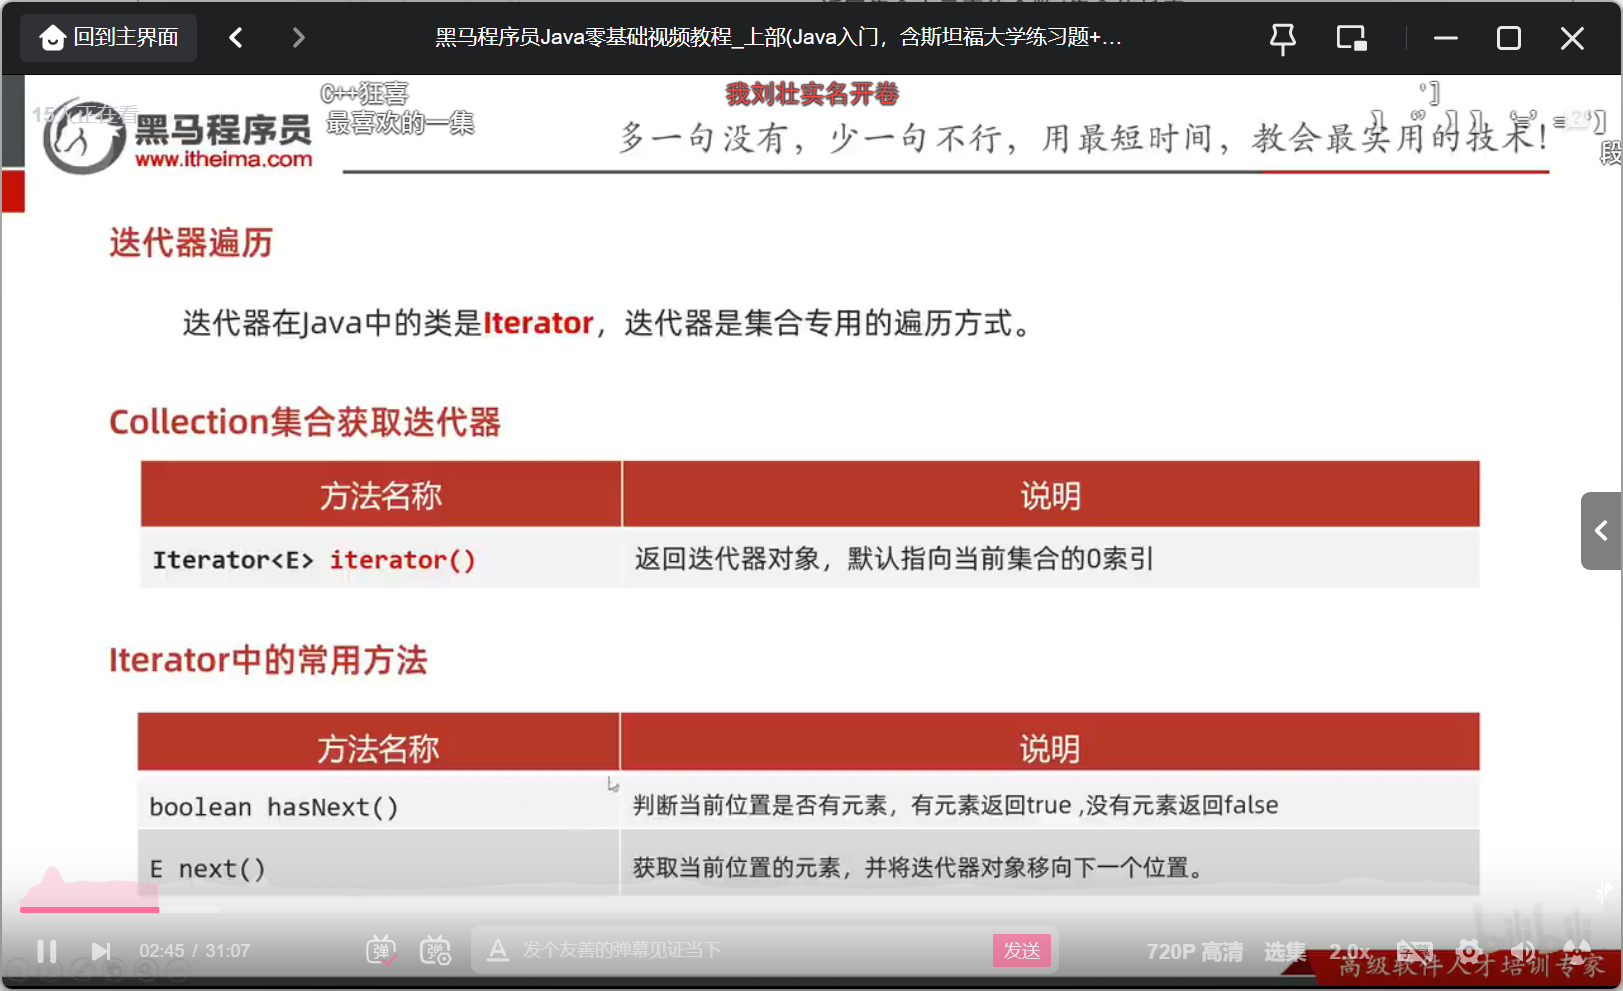 回到主界面
黑马程序员Java零基础视频教程_上部(Java入门，含斯坦福大学练习题+...
15人正在看
C++狂喜
最喜欢的一集
我刘壮实名开卷
段
黑马程序员
www.itheima.com
多一句没有，少一句不行，用最短时间，教会最实用的技术！
迭代器遍历
迭代器在Java中的类是Iterator，迭代器是集合专用的遍历方式。
Collection集合获取迭代器
方法名称 说明
Iterator<E> iterator() 返回迭代器对象，默认指向当前集合的0索引
Iterator中的常用方法
方法名称 说明
boolean hasNext() 判断当前位置是否有元素，有元素返回true ,没有元素返回false
E next() 获取当前位置的元素，并将迭代器对象移向下一个位置。
02:45 / 31:07
弹
弹
A
发个友善的弹幕见证当下
发送
720P 高清
选集
2.0x
高级软件人才培训专家